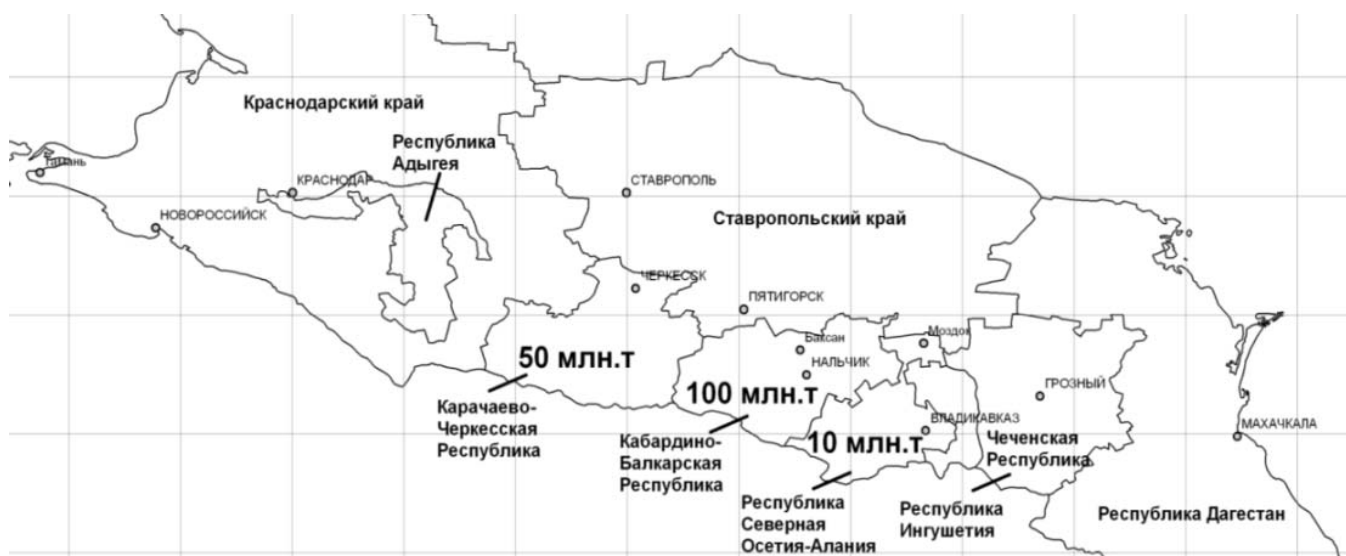 Краснодарский край
Республика
Адыгея
Тамань
КРАСНОДАР
СТАВРОПОЛЬ
НОВОРОССИЙСК
Ставропольский край
ЧЕРКЕССК
ПЯТИГОРСК
Моздок
Баксан
50 млн.т
НАЛЬЧИК
100 млн.т
ГРОЗНЫЙ
Карачаево-
Черкесская
Республика
ВЛАДИКАВКАЗ
МАХАЧКАЛА
Кабардино-
Балкарская
Республика
10 млн.т
Чеченская
Республика
Республика
Северная
Осетия-Алания
Республика
Ингушетия
Республика Дагестан